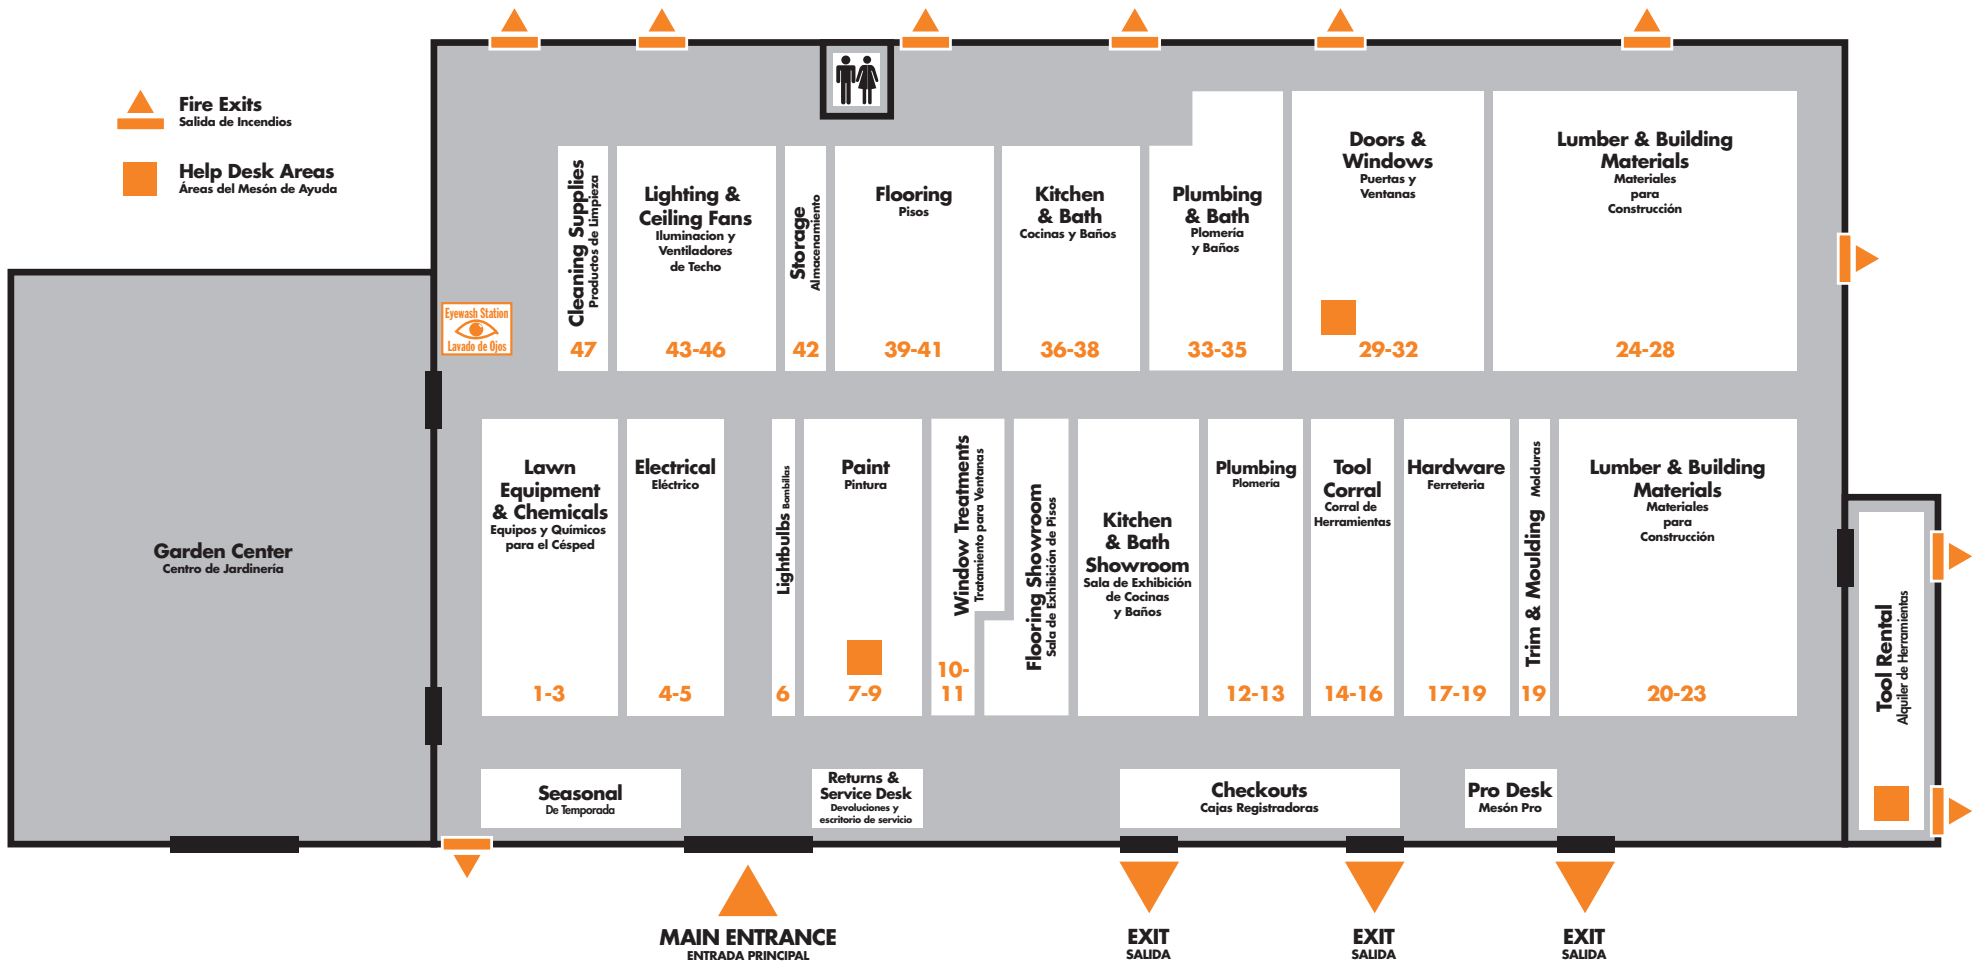 Fire Exits
Salida de Incendios
Help Desk Areas
Áreas del Mesón de Ayuda
Eyewash Station
Lavado de Ojos
Cleaning Supplies
Productos de Limpieza
47
Lighting &
Ceiling Fans
Iluminacion y
Ventiladores
de Techo
43-46
Storage
Almacenamiento
42
Flooring
Pisos
39-41
Kitchen
& Bath
Cocinas y Baños
36-38
Plumbing
& Bath
Plomería
y Baños
33-35
Doors &
Windows
Puertas y
Ventanas
29-32
Lumber & Building
Materials
Materiales
para
Construcción
24-28
Garden Center
Centro de Jardinería
Lawn
Equipment
& Chemicals
Equipos y Químicos
para el Césped
1-3
Electrical
Eléctrico
4-5
Lightbulbs Bombillas
6
Paint
Pintura
7-9
Window Treatments
Tratamiento para Ventanas
10-
11
Flooring Showroom
Sala de Exhibición de Pisos
Kitchen
& Bath
Showroom
Sala de Exhibición
de Cocinas
y Baños
Plumbing
Plomería
12-13
Tool
Corral
Corral de
Herramientas
14-16
Hardware
Ferreteria
17-19
Trim & Moulding Molduras
19
Lumber & Building
Materials
Materiales
para
Construcción
20-23
Tool Rental
Alquiler de Herramientas
Seasonal
De Temporada
Returns &
Service Desk
Devoluciones y
escritorio de servicio
Checkouts
Cajas Registradoras
Pro Desk
Mesón Pro
MAIN ENTRANCE
ENTRADA PRINCIPAL
EXIT
SALIDA
EXIT
SALIDA
EXIT
SALIDA